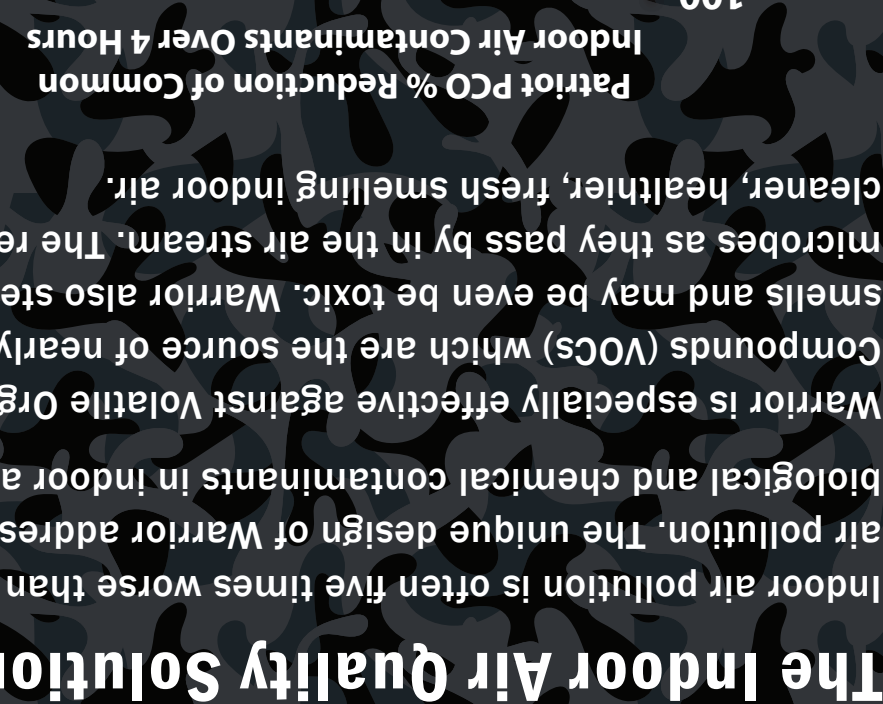 The Indoor Air Quality Solutio
Indoor air pollution is often five times worse than
air pollution. The unique design of Warrior addres
biological and chemical contaminants in indoor a
Warrior is especially effective against Volatile Org
Compounds (VOCs) which are the source of nearly
smells and may be even be toxic. Warrior also ste
microbes as they pass by in the air stream. The re
cleaner, healthier, fresh smelling indoor air.
Patriot PCO % Reduction of Common
Indoor Air Contaminants Over 4 Hours
100